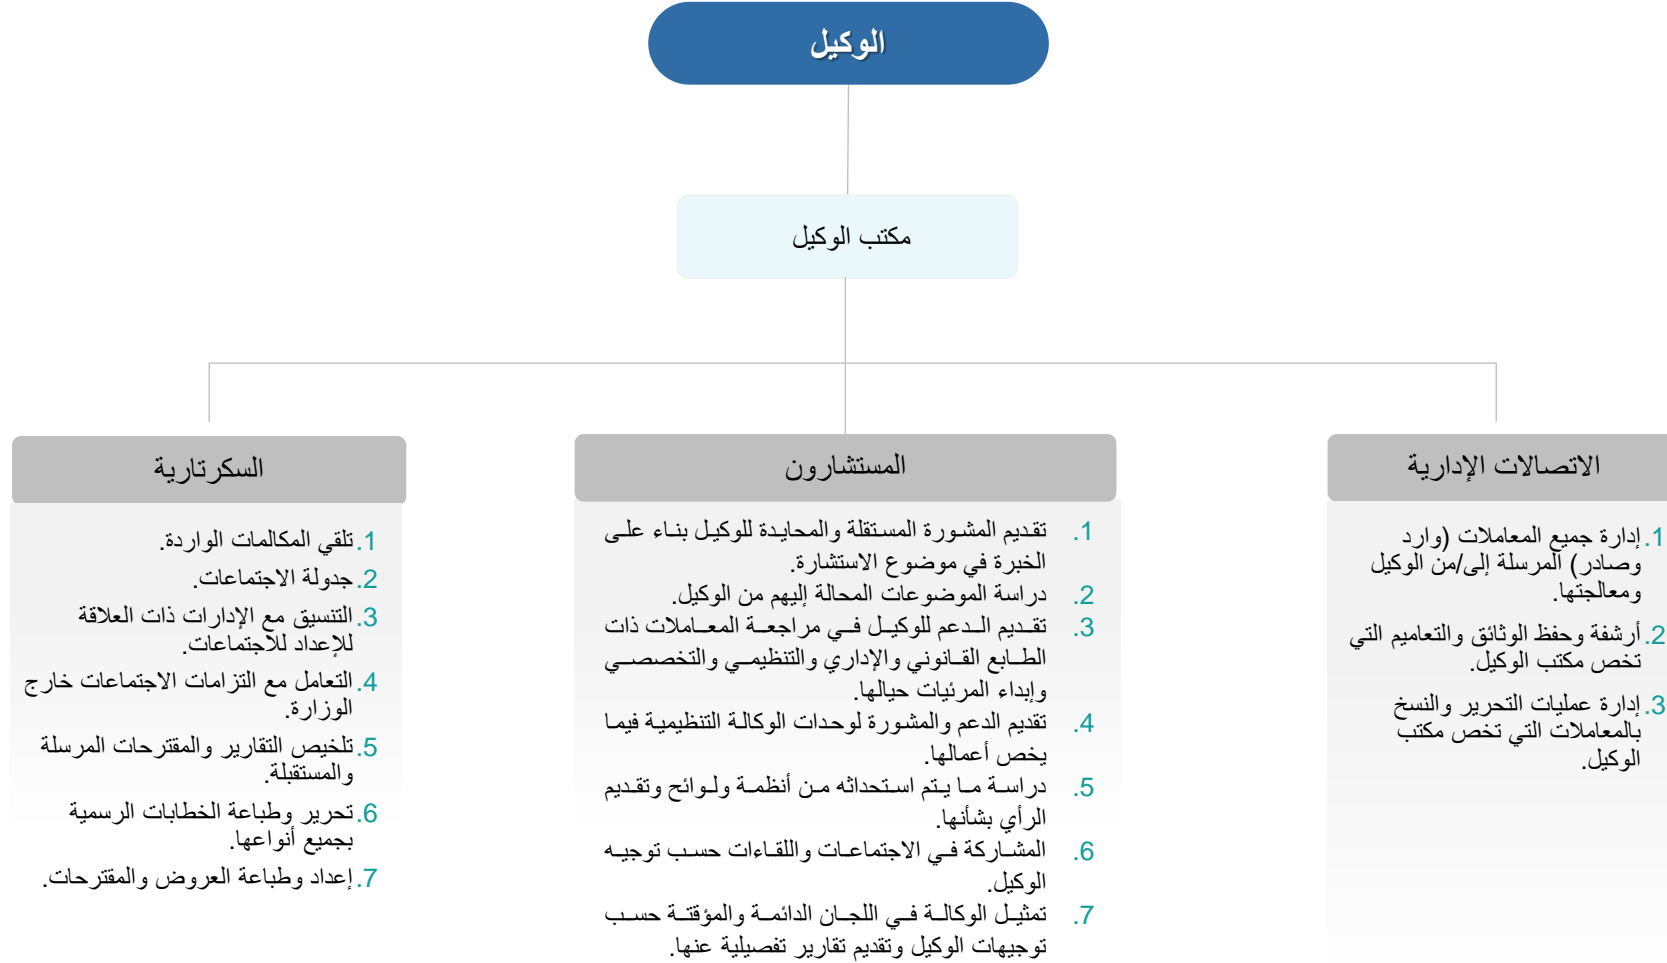 الوكيل
مكتب الوكيل
الاتصالات الإدارية
1. إدارة جميع المعاملات (وارد
وصادر) المرسلة إلى/من الوكيل
ومعالجتها.
2. أرشفة وحفظ الوثائق والتعاميم التي
تخص مكتب الوكيل.
3. إدارة عمليات التحرير والنسخ
بالمعاملات التي تخص مكتب
الوكيل.
المستشارون
1. تقديم المشورة المستقلة والمحايدة للوكيل بناء على
الخبرة في موضوع الاستشارة.
2. دراسة الموضوعات المحالة إليهم من الوكيل.
3. تقديم الدعم للوكيل في مراجعة المعاملات ذات
الطابع القانوني والإداري والتنظيمي والتخصصي
وإبداء المرئيات حيالها.
4. تقديم الدعم والمشورة لوحدات الوكالة التنظيمية فيما
يخص أعمالها.
5. دراسة ما يتم استحداثه من أنظمة ولوائح وتقديم
الرأي بشأنها.
6. المشاركة في الاجتماعات واللقاءات حسب توجيه
الوكيل.
7. تمثيل الوكالة في اللجان الدائمة والمؤقتة حسب
توجيهات الوكيل وتقديم تقارير تفصيلية عنها.
السكرتارية
1. تلقي المكالمات الواردة.
2. جدولة الاجتماعات.
3. التنسيق مع الإدارات ذات العلاقة
للإعداد للاجتماعات.
4. التعامل مع التزامات الاجتماعات خارج
الوزارة.
5. تلخيص التقارير والمقترحات المرسلة
والمستقبلة.
6. تحرير وطباعة الخطابات الرسمية
بجميع أنواعها.
7. إعداد وطباعة العروض والمقترحات.